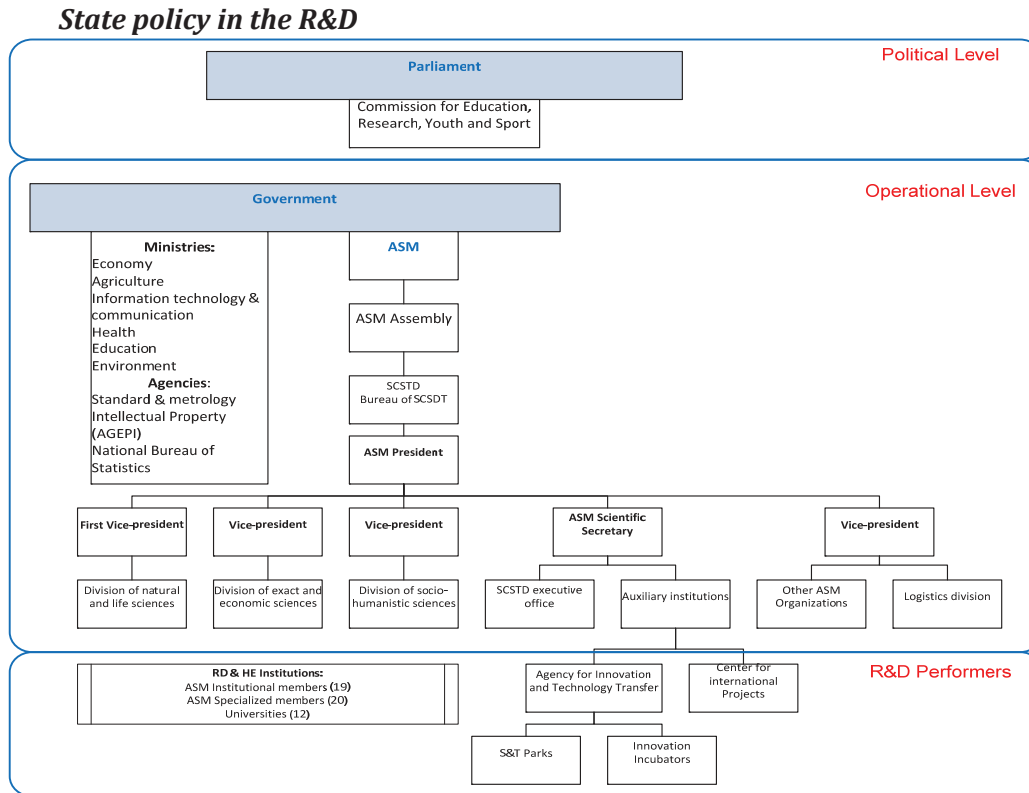 State policy in the R&D
Political Level
Parliament
Commission for Education,
Research, Youth and Sport
Operational Level
Government
Ministries:
Economy
Agriculture
Information technology &
communication
Health
Education
Environment
Agencies:
Standard & metrology
Intellectual Property
(AGEPI)
National Bureau of
Statistics
ASM
ASM Assembly
SCSTD
Bureau of SCSDT
ASM President
First Vice-president
Vice-president
Vice-president
ASM Scientific
Secretary
Vice-president
Division of natural
and life sciences
Division of exact and
economic sciences
Division of socio-
humanistic sciences
SCSTD executive
office
Auxiliary institutions
Other ASM
Organizations
Logistics division
R&D Performers
RD & HE Institutions:
ASM Institutional members (19)
ASM Specialized members (20)
Universities (12)
Agency for Innovation
and Technology Transfer
Center for
international
Projects
S&T Parks
Innovation
Incubators